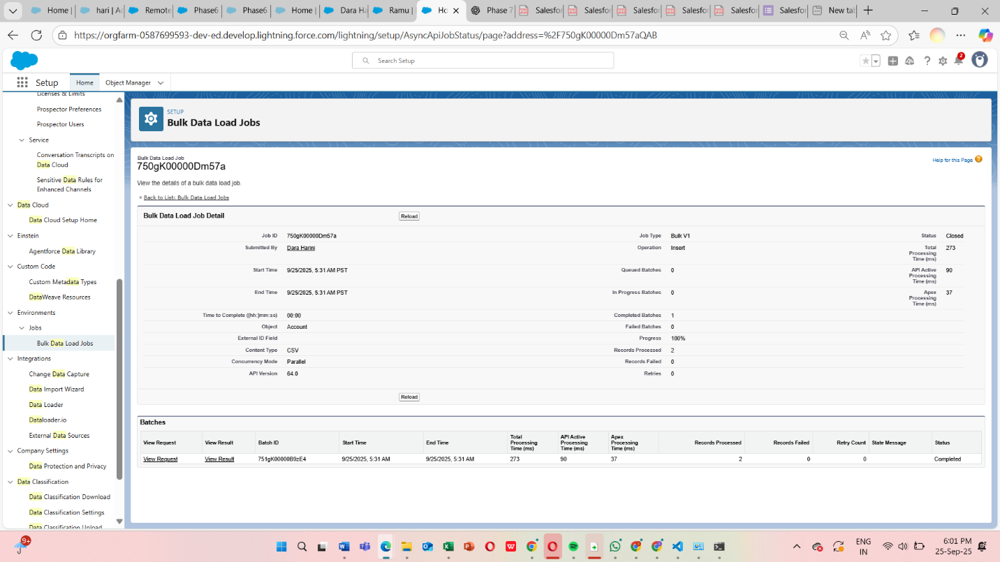 Home |
hari | Ac
Remote
Phase6
Phase6
Home |
Dara Ha
Ramu |
Ho
Phase 7
Salesfor
Salesfor
Salesfor
Salesfor
Salesfor
Salesfor
New tab
https://orgfarm-0587699593-dev-ed.develop.lightning.force.com/lightning/setup/AsyncApiJobStatus/page?address=%2F750gK00000Dm57aQAB
Search Setup
2
Setup
Home
Object Manager
Licenses & Limits
Prospector Preferences
Prospector Users
Service
Conversation Transcripts on
Data Cloud
Sensitive Data Rules for
Enhanced Channels
Data Cloud
Data Cloud Setup Home
Einstein
Agentforce Data Library
Custom Code
Custom Metadata Types
DataWeave Resources
Environments
Jobs
Bulk Data Load Jobs
Integrations
Change Data Capture
Data Import Wizard
Data Loader
Dataloader.io
External Data Sources
Company Settings
Data Protection and Privacy
Data Classification
Data Classification Download
Data Classification Settings
Data Classification Upload
SETUP
Bulk Data Load Jobs
Bulk Data Load Job
750gK00000Dm57a
Help for this Page
View the details of a bulk data load job.
« Back to List: Bulk Data Load Jobs
Bulk Data Load Job Detail
Reload
Job ID 750gK00000Dm57a Job Type Bulk V1 Status Closed
Submitted By Dara Harini Operation Insert Total Processing Time (ms) 273
Start Time 9/25/2025, 5:31 AM PST Queued Batches 0 API Active Processing Time (ms) 90
End Time 9/25/2025, 5:31 AM PST In Progress Batches 0 Apex Processing Time (ms) 37
Time to Complete ([hh:]mm:ss) 00:00 Completed Batches 1
Object Account Failed Batches 0
External ID Field Progress 100%
Content Type CSV Records Processed 2
Concurrency Mode Parallel Records Failed 0
API Version 64.0 Retries 0
Reload
Batches
View Request View Result Batch ID Start Time End Time Total Processing Time (ms) API Active Processing Time (ms) Apex Processing Time (ms) Records Processed Records Failed Retry Count State Message Status
View Request View Result 751gK00000B9zE4 9/25/2025, 5:31 AM 9/25/2025, 5:31 AM 273 90 37 2 0 0 Completed
9+
ENG
IN
6:01 PM
25-Sep-25